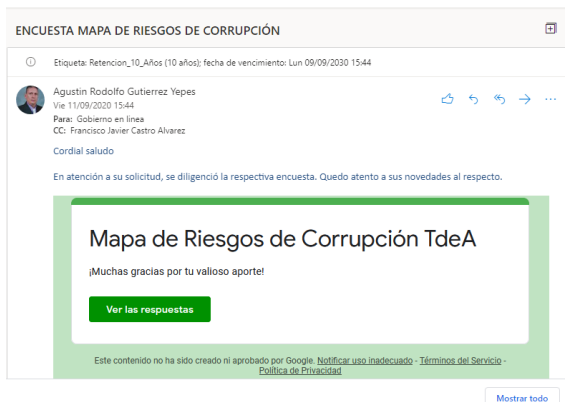 ENCUESTA MAPA DE RIESGOS DE CORRUPCIÓN
Etiqueta: Retencion_10_Años (10 años); fecha de vencimiento: Lun 09/09/2030 15:44
Agustin Rodolfo Gutierrez Yepes
Vie 11/09/2020 15:44
Para: Gobierno en linea
CC: Francisco Javier Castro Alvarez
Cordial saludo
En atención a su solicitud, se diligenció la respectiva encuesta. Quedo atento a sus novedades al respecto.
Mapa de Riesgos de Corrupción TdeA
¡Muchas gracias por tu valioso aporte!
Ver las respuestas
Este contenido no ha sido creado ni aprobado por Google. Notificar uso inadecuado - Términos del Servicio -
Política de Privacidad
Mostrar todo